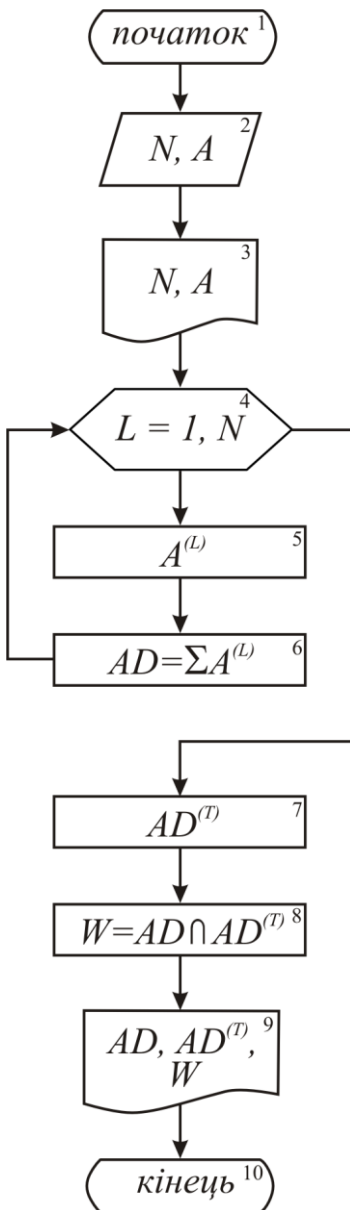 початок 1
N, A 2
N, A 3
L = 1, N 4
A^(L) 5
AD=ΣA^(L) 6
AD^(T) 7
W=AD∩AD^(T) 8
AD, AD^(T), 9
W
кінець 10